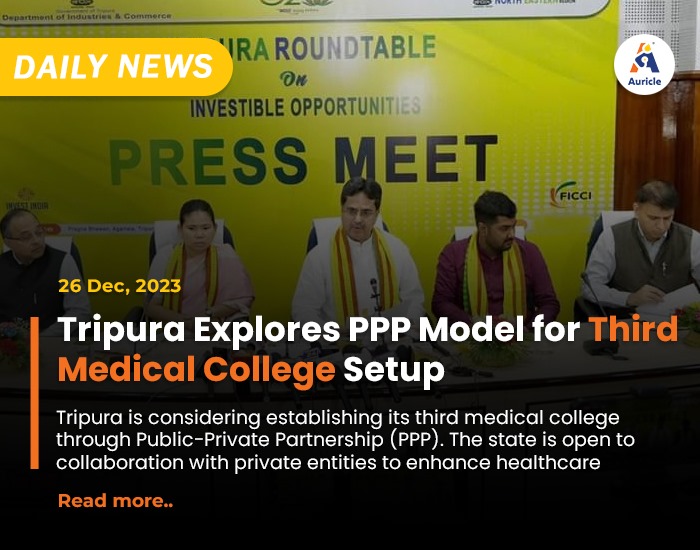 Government of Tripura
Department of Industries & Commerce
NORTH EASTERN REGION
DAILY NEWS
URA ROUNDTABLE
On
INVESTIBLE OPPORTUNITIES
PRESS MEET
Auricle
INVEST INDIA
FICCI
26 Dec, 2023
Tripura Explores PPP Model for Third
Medical College Setup
Tripura is considering establishing its third medical college
through Public-Private Partnership (PPP). The state is open to
collaboration with private entities to enhance healthcare
Read more..